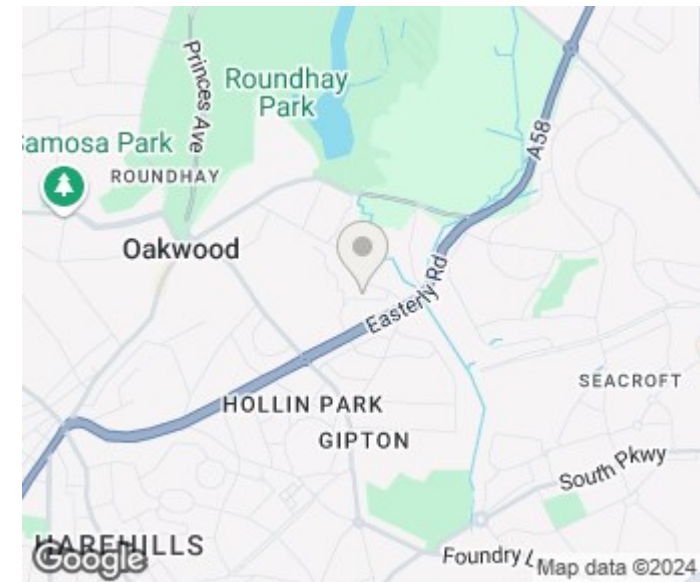 Princes Ave
Roundhay
Park
Camosa Park
ROUNDHAY
A58
Oakwood
Easterly Rd
SEACROFT
HOLLIN PARK
GIPTON
South Pkwy
HAREHILLS
Google
Foundry L
Map data ©2024